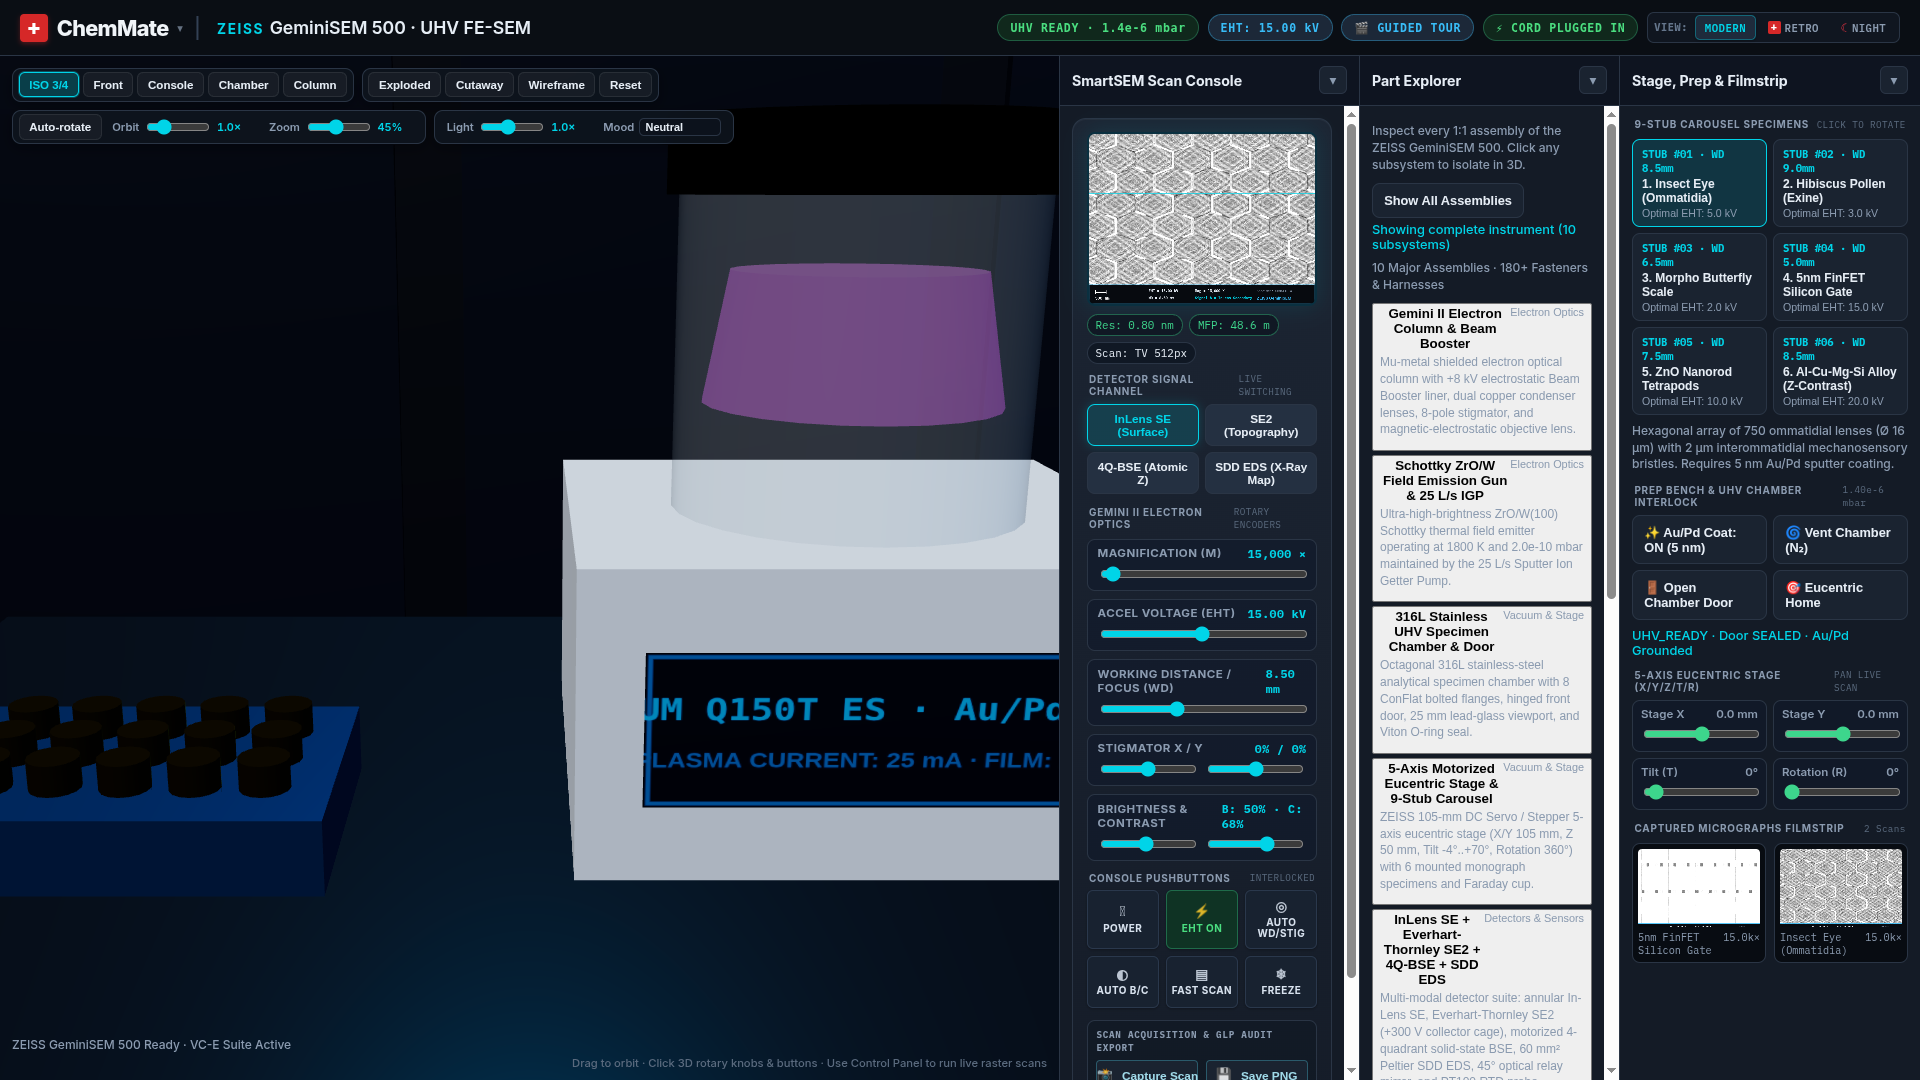 ChemMate
ZEISS GeminiSEM 500 · UHV FE-SEM
UHV READY · 1.4e-6 mbar
EHT: 15.00 kV
🎬 GUIDED TOUR
⚡ CORD PLUGGED IN
VIEW: MODERN RETRO NIGHT
ISO 3/4 Front Console Chamber Column
Exploded Cutaway Wireframe Reset
Auto-rotate Orbit 1.0× Zoom 45%
Light 1.0× Mood Neutral
UM Q150T ES · Au/Pd
PLASMA CURRENT: 25 mA · FILM:
ZEISS GeminiSEM 500 Ready · VC-E Suite Active
Drag to orbit · Click 3D rotary knobs & buttons · Use Control Panel to run live raster scans
SmartSEM Scan Console
Res: 0.80 nm
MFP: 48.6 m
Scan: TV 512px
DETECTOR SIGNAL
CHANNEL
LIVE
SWITCHING
InLens SE
(Surface)
SE2
(Topography)
4Q-BSE (Atomic
Z)
SDD EDS (X-Ray
Map)
GEMINI II ELECTRON
OPTICS
ROTARY
ENCODERS
MAGNIFICATION (M) 15,000 ×
ACCEL VOLTAGE (EHT) 15.00 kV
WORKING DISTANCE /
FOCUS (WD)
8.50
mm
STIGMATOR X / Y 0% / 0%
BRIGHTNESS &
CONTRAST
B: 50% · C:
68%
CONSOLE PUSHBUTTONS INTERLOCKED
POWER
EHT ON
AUTO
WD/STIG
AUTO B/C
FAST SCAN
FREEZE
SCAN ACQUISITION & GLP AUDIT
EXPORT
Capture Scan
Save PNG
Part Explorer
Inspect every 1:1 assembly of the
ZEISS GeminiSEM 500. Click any
subsystem to isolate in 3D.
Show All Assemblies
Showing complete instrument (10
subsystems)
10 Major Assemblies · 180+ Fasteners
& Harnesses
Gemini II Electron
Column & Beam
Booster
Electron Optics
Mu-metal shielded electron optical
column with +8 kV electrostatic Beam
Booster liner, dual copper condenser
lenses, 8-pole stigmator, and
magnetic-electrostatic objective lens.
Schottky ZrO/W
Field Emission Gun
& 25 L/s IGP
Electron Optics
Ultra-high-brightness ZrO/W(100)
Schottky thermal field emitter
operating at 1800 K and 2.0e-10 mbar
maintained by the 25 L/s Sputter Ion
Getter Pump.
316L Stainless
UHV Specimen
Chamber & Door
Vacuum & Stage
Octagonal 316L stainless-steel
analytical specimen chamber with 8
ConFlat bolted flanges, hinged front
door, 25 mm lead-glass viewport, and
Viton O-ring seal.
5-Axis Motorized
Eucentric Stage &
9-Stub Carousel
Vacuum & Stage
ZEISS 105-mm DC Servo / Stepper 5-
axis eucentric stage (X/Y 105 mm, Z
50 mm, Tilt -4°..+70°, Rotation 360°)
with 6 mounted monograph
specimens and Faraday cup.
InLens SE +
Everhart-
Thornley SE2 +
4Q-BSE + SDD
EDS
Detectors & Sensors
Multi-modal detector suite: annular In-
Lens SE, Everhart-Thornley SE2
(+300 V collector cage), motorized 4-
quadrant solid-state BSE, 60 mm²
Peltier SDD EDS, 45° optical relay
Stage, Prep & Filmstrip
9-STUB CAROUSEL SPECIMENS CLICK TO ROTATE
STUB #01 · WD
8.5mm
1. Insect Eye
(Ommatidia)
Optimal EHT: 5.0 kV
STUB #02 · WD
9.0mm
2. Hibiscus Pollen
(Exine)
Optimal EHT: 3.0 kV
STUB #03 · WD
6.5mm
3. Morpho Butterfly
Scale
Optimal EHT: 2.0 kV
STUB #04 · WD
5.0mm
4. 5nm FinFET
Silicon Gate
Optimal EHT: 15.0 kV
STUB #05 · WD
7.5mm
5. ZnO Nanorod
Tetrapods
Optimal EHT: 10.0 kV
STUB #06 · WD
8.5mm
6. Al-Cu-Mg-Si Alloy
(Z-Contrast)
Optimal EHT: 20.0 kV
Hexagonal array of 750 ommatidial lenses (Ø 16
µm) with 2 µm interommatidial mechanosensory
bristles. Requires 5 nm Au/Pd sputter coating.
PREP BENCH & UHV CHAMBER
INTERLOCK
1.40e-6
mbar
✨ Au/Pd Coat:
ON (5 nm)
🌀 Vent Chamber
(N₂)
🚪 Open
Chamber Door
🎯 Eucentric
Home
UHV_READY · Door SEALED · Au/Pd
Grounded
5-AXIS EUCENTRIC STAGE
(X/Y/Z/T/R)
PAN LIVE
SCAN
Stage X 0.0 mm
Stage Y 0.0 mm
Tilt (T) 0°
Rotation (R) 0°
CAPTURED MICROGRAPHS FILMSTRIP 2 Scans
5nm FinFET
Silicon Gate
15.0k×
Insect Eye
(Ommatidia)
15.0k×